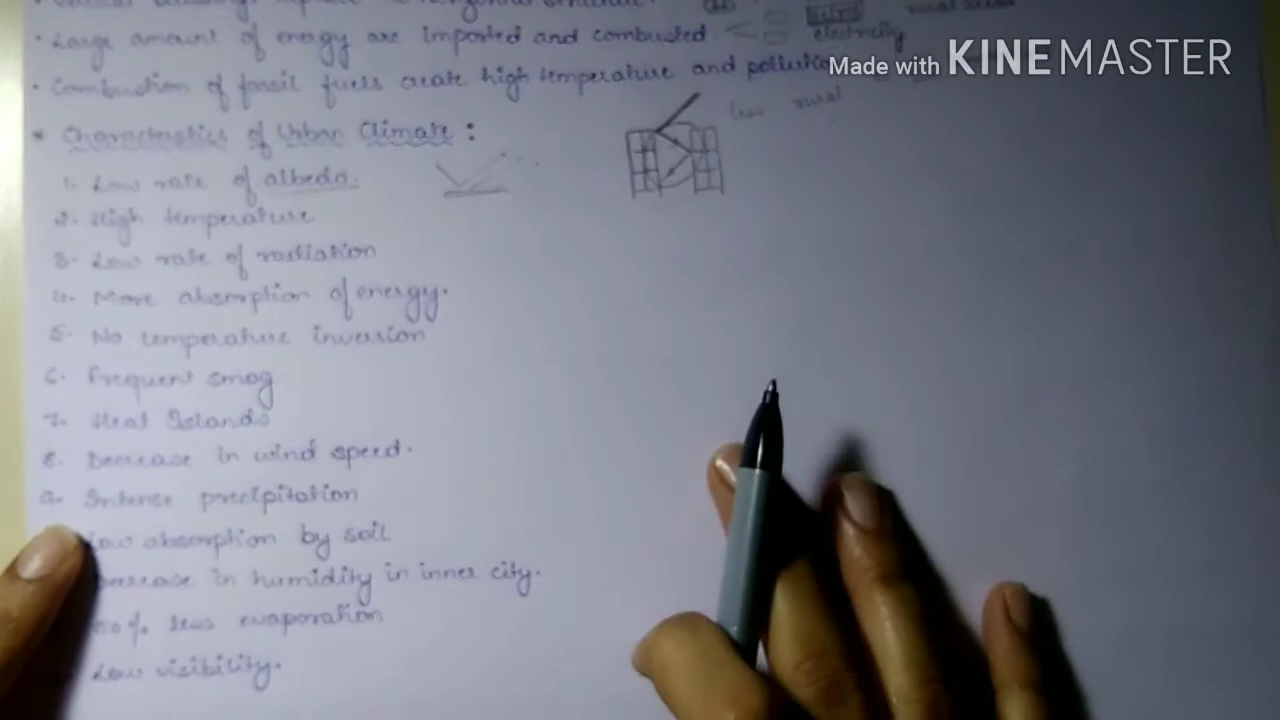 Made with KINEMASTER
• Large amount of energy are imported and combusted electricity
• Combustion of fossil fuels create high temperature and pollution
less rural
* Characteristics of Urban Climate :
1. Low rate of albedo.
2. High temperature
3. Low rate of radiation
4. More absorption of energy.
5. No temperature inversion
6. Frequent smog
7. Heat Islands
8. Decrease in wind speed.
9. Intense precipitation
Low absorption by soil
in humidity in inner city.
% less evaporation
Low visibility.